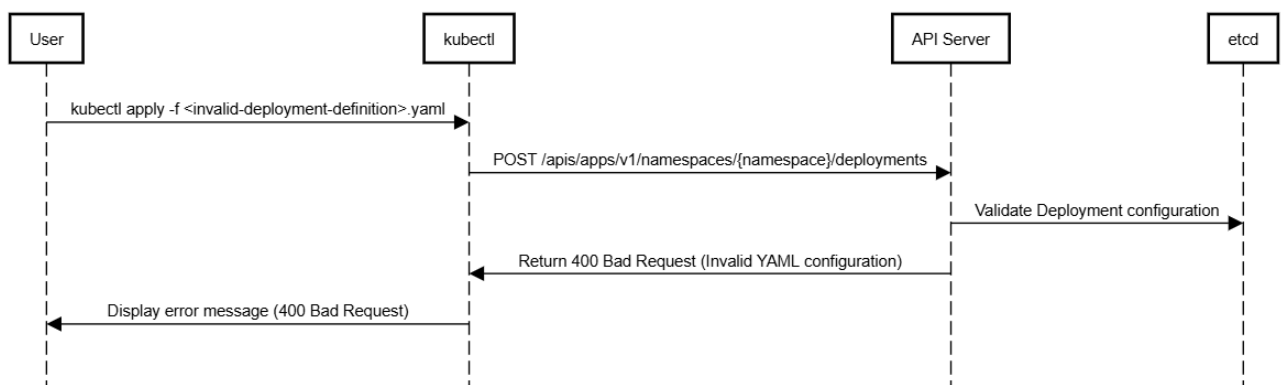 User
kubectl
API Server
etcd
kubectl apply -f <invalid-deployment-definition>.yaml
POST /apis/apps/v1/namespaces/{namespace}/deployments
Validate Deployment configuration
Return 400 Bad Request (Invalid YAML configuration)
Display error message (400 Bad Request)